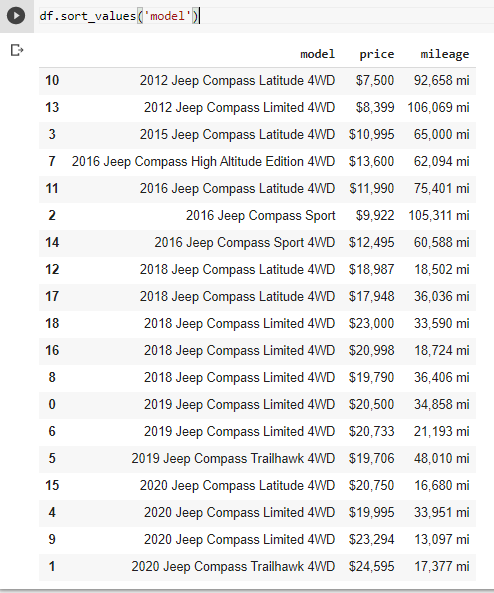 df.sort_values('model')
model price mileage
10 2012 Jeep Compass Latitude 4WD $7,500 92,658 mi
13 2012 Jeep Compass Limited 4WD $8,399 106,069 mi
3 2015 Jeep Compass Latitude 4WD $10,995 65,000 mi
7 2016 Jeep Compass High Altitude Edition 4WD $13,600 62,094 mi
11 2016 Jeep Compass Latitude 4WD $11,990 75,401 mi
2 2016 Jeep Compass Sport $9,922 105,311 mi
14 2016 Jeep Compass Sport 4WD $12,495 60,588 mi
12 2018 Jeep Compass Latitude 4WD $18,987 18,502 mi
17 2018 Jeep Compass Latitude 4WD $17,948 36,036 mi
18 2018 Jeep Compass Limited 4WD $23,000 33,590 mi
16 2018 Jeep Compass Limited 4WD $20,998 18,724 mi
8 2018 Jeep Compass Limited 4WD $19,790 36,406 mi
0 2019 Jeep Compass Limited 4WD $20,500 34,858 mi
6 2019 Jeep Compass Limited 4WD $20,733 21,193 mi
5 2019 Jeep Compass Trailhawk 4WD $19,706 48,010 mi
15 2020 Jeep Compass Latitude 4WD $20,750 16,680 mi
4 2020 Jeep Compass Limited 4WD $19,995 33,951 mi
9 2020 Jeep Compass Limited 4WD $23,294 13,097 mi
1 2020 Jeep Compass Trailhawk 4WD $24,595 17,377 mi